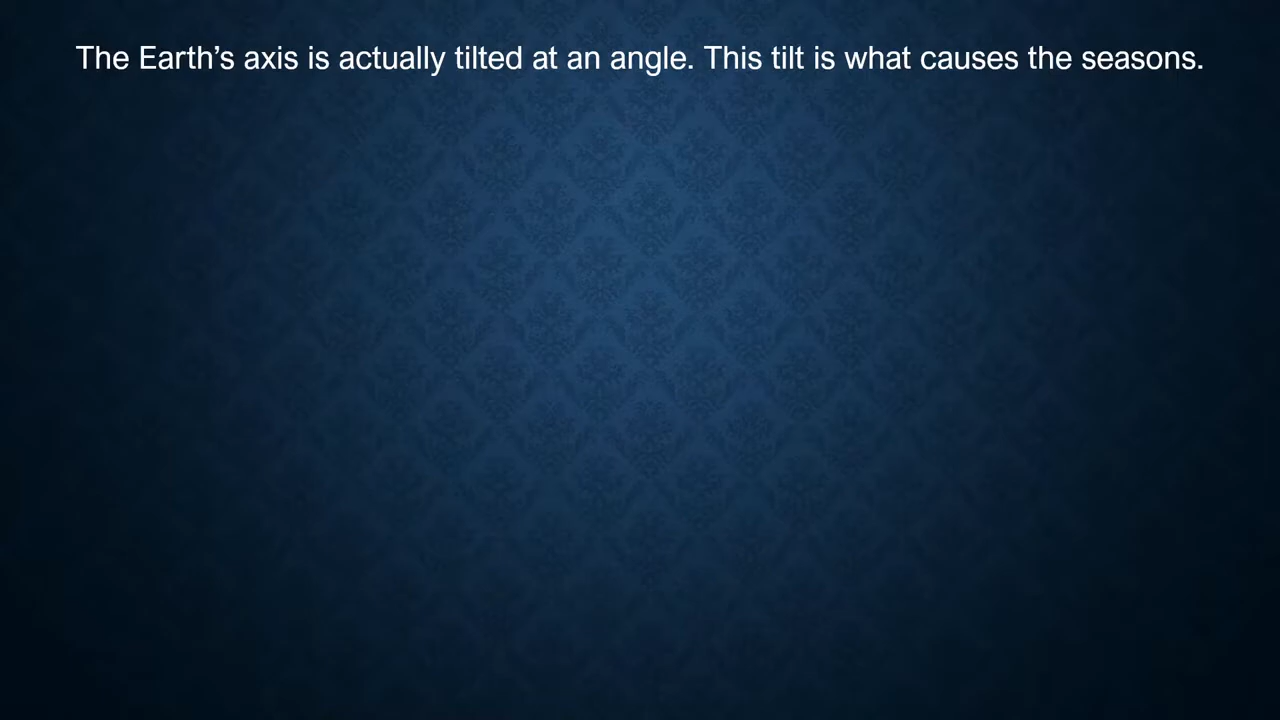 The Earth’s axis is actually tilted at an angle. This tilt is what causes the seasons.